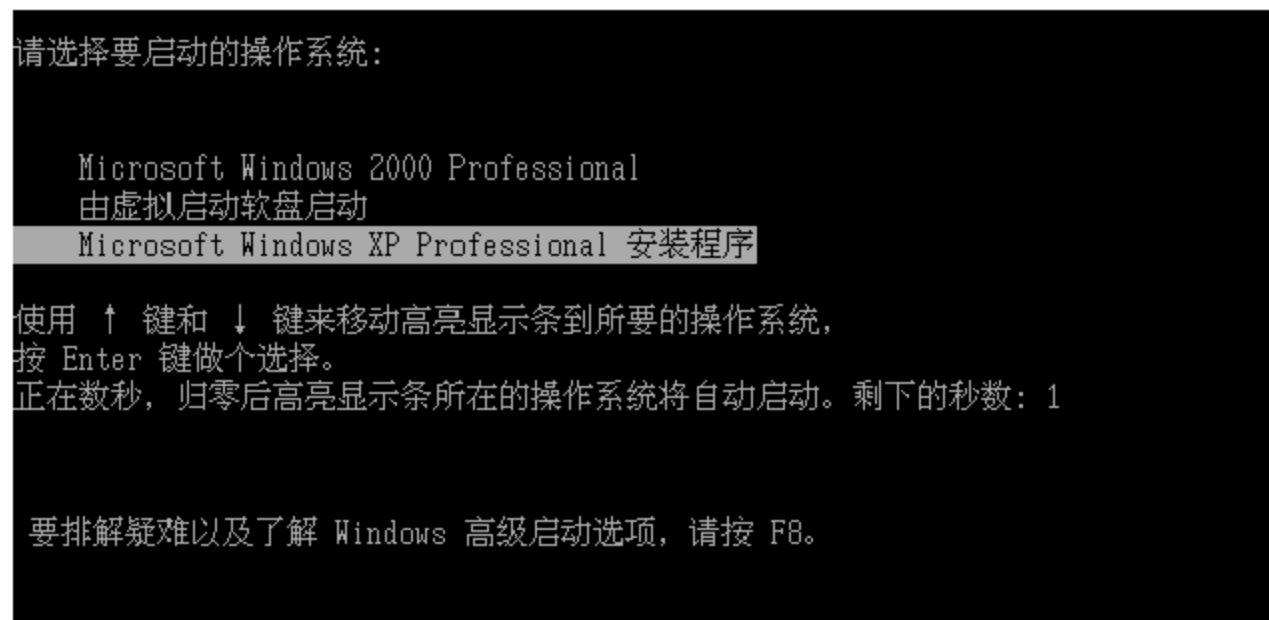 请选择要启动的操作系统:
Microsoft Windows 2000 Professional
由虚拟启动软盘启动
Microsoft Windows XP Professional 安装程序
使用 ↑ 键和 ↓ 键来移动高亮显示条到所要的操作系统,
按 Enter 键做个选择。
正在数秒, 归零后高亮显示条所在的操作系统将自动启动。剩下的秒数: 1
要排解疑难以及了解 Windows 高级启动选项, 请按 F8。